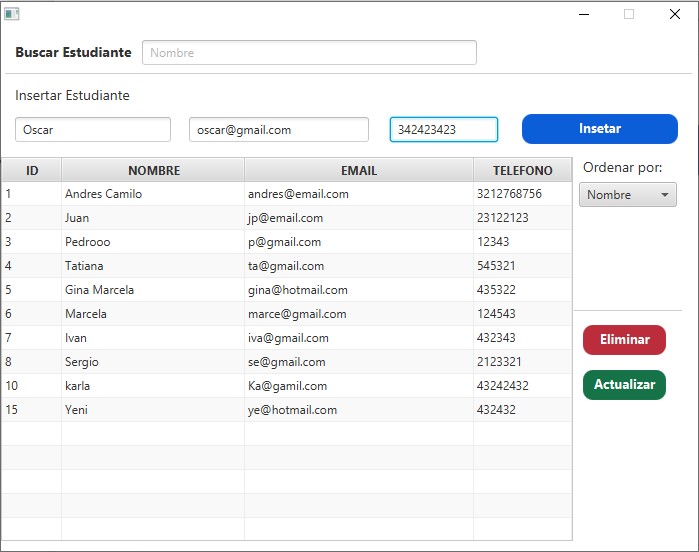 Buscar Estudiante Nombre
Insertar Estudiante
Oscar oscar@gmail.com 342423423 Insetar
ID NOMBRE EMAIL TELEFONO Ordenar por:
1 Andres Camilo andres@email.com 3212768756 Nombre
2 Juan jp@email.com 23122123
3 Pedrooo p@gmail.com 12343
4 Tatiana ta@gmail.com 545321
5 Gina Marcela gina@hotmail.com 435322
6 Marcela marce@gmail.com 124543
7 Ivan iva@gmail.com 432343 Eliminar
8 Sergio se@gmail.com 2123321
10 karla Ka@gamil.com 43242432 Actualizar
15 Yeni ye@hotmail.com 432432